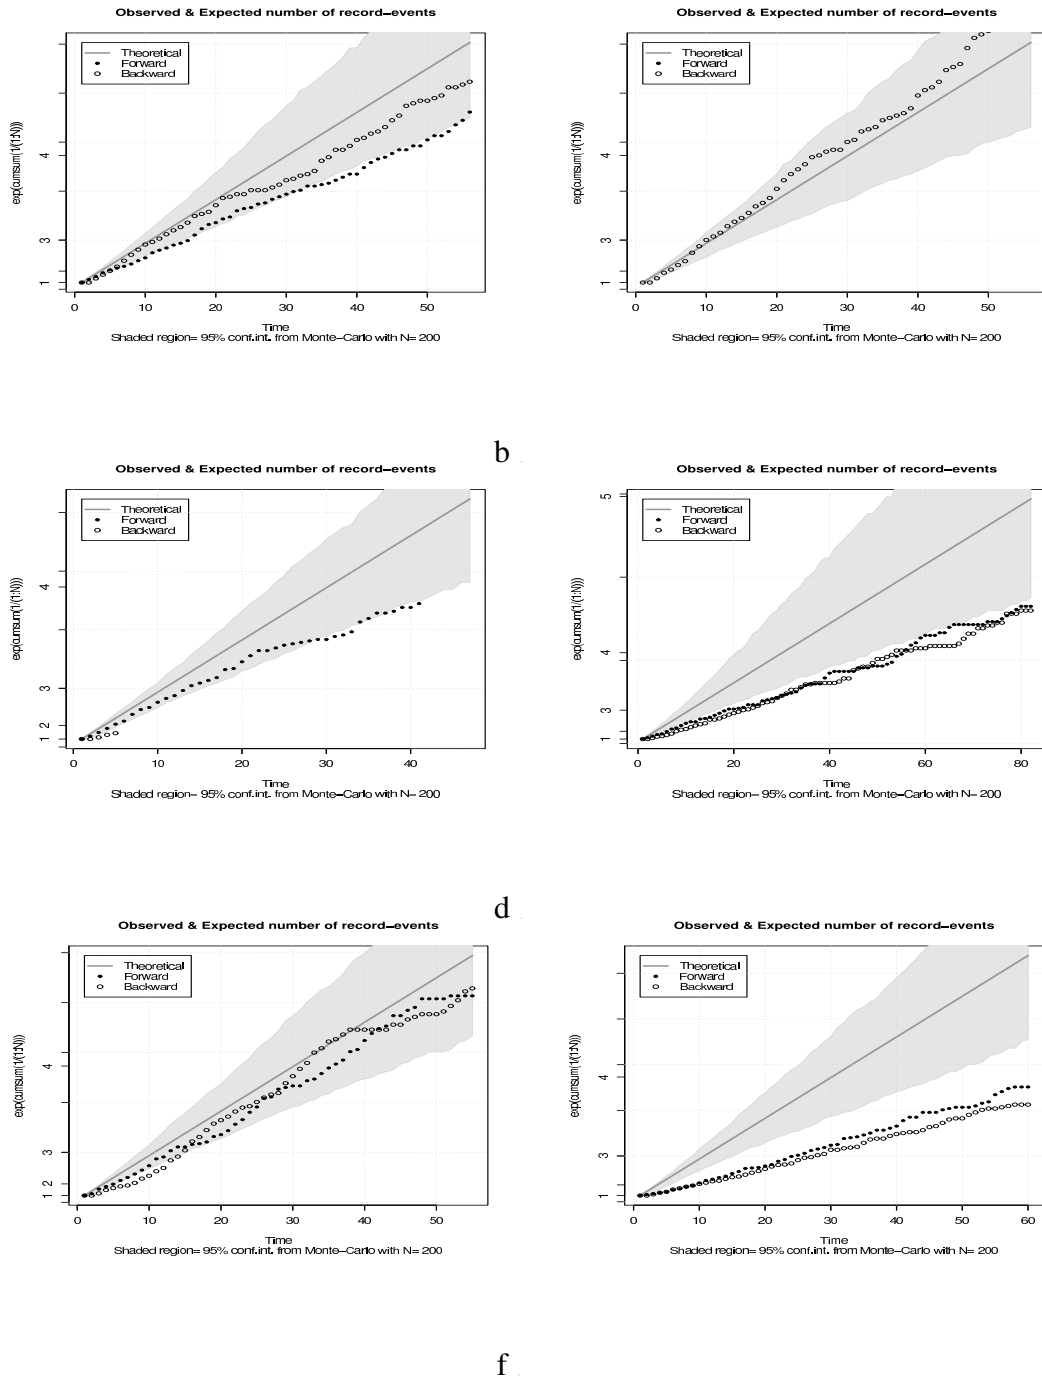 Observed & Expected number of record-events
Theoretical
Forward
Backward
exp(cumsum(1/(1:N)))
4
3
1
0 10 20 30 40 50
Time
Shaded region= 95% conf.int. from Monte-Carlo with N= 200
Observed & Expected number of record-events
Theoretical
Forward
Backward
exp(cumsum(1/(1:N)))
4
3
1
0 10 20 30 40 50
Time
Shaded region= 95% conf.int. from Monte-Carlo with N= 200
b
Observed & Expected number of record-events
Theoretical
Forward
Backward
exp(cumsum(1/(1:N)))
4
3
2
1
0 10 20 30 40
Time
Shaded region= 95% conf.int. from Monte-Carlo with N= 200
Observed & Expected number of record-events
Theoretical
Forward
Backward
exp(cumsum(1/(1:N)))
5
4
3
1
0 20 40 60 80
Time
Shaded region= 95% conf.int. from Monte-Carlo with N= 200
d
Observed & Expected number of record-events
Theoretical
Forward
Backward
exp(cumsum(1/(1:N)))
4
3
2
1
0 10 20 30 40 50
Time
Shaded region= 95% conf.int. from Monte-Carlo with N= 200
Observed & Expected number of record-events
Theoretical
Forward
Backward
exp(cumsum(1/(1:N)))
4
3
1
0 10 20 30 40 50 60
Time
Shaded region= 95% conf.int. from Monte-Carlo with N= 200
f